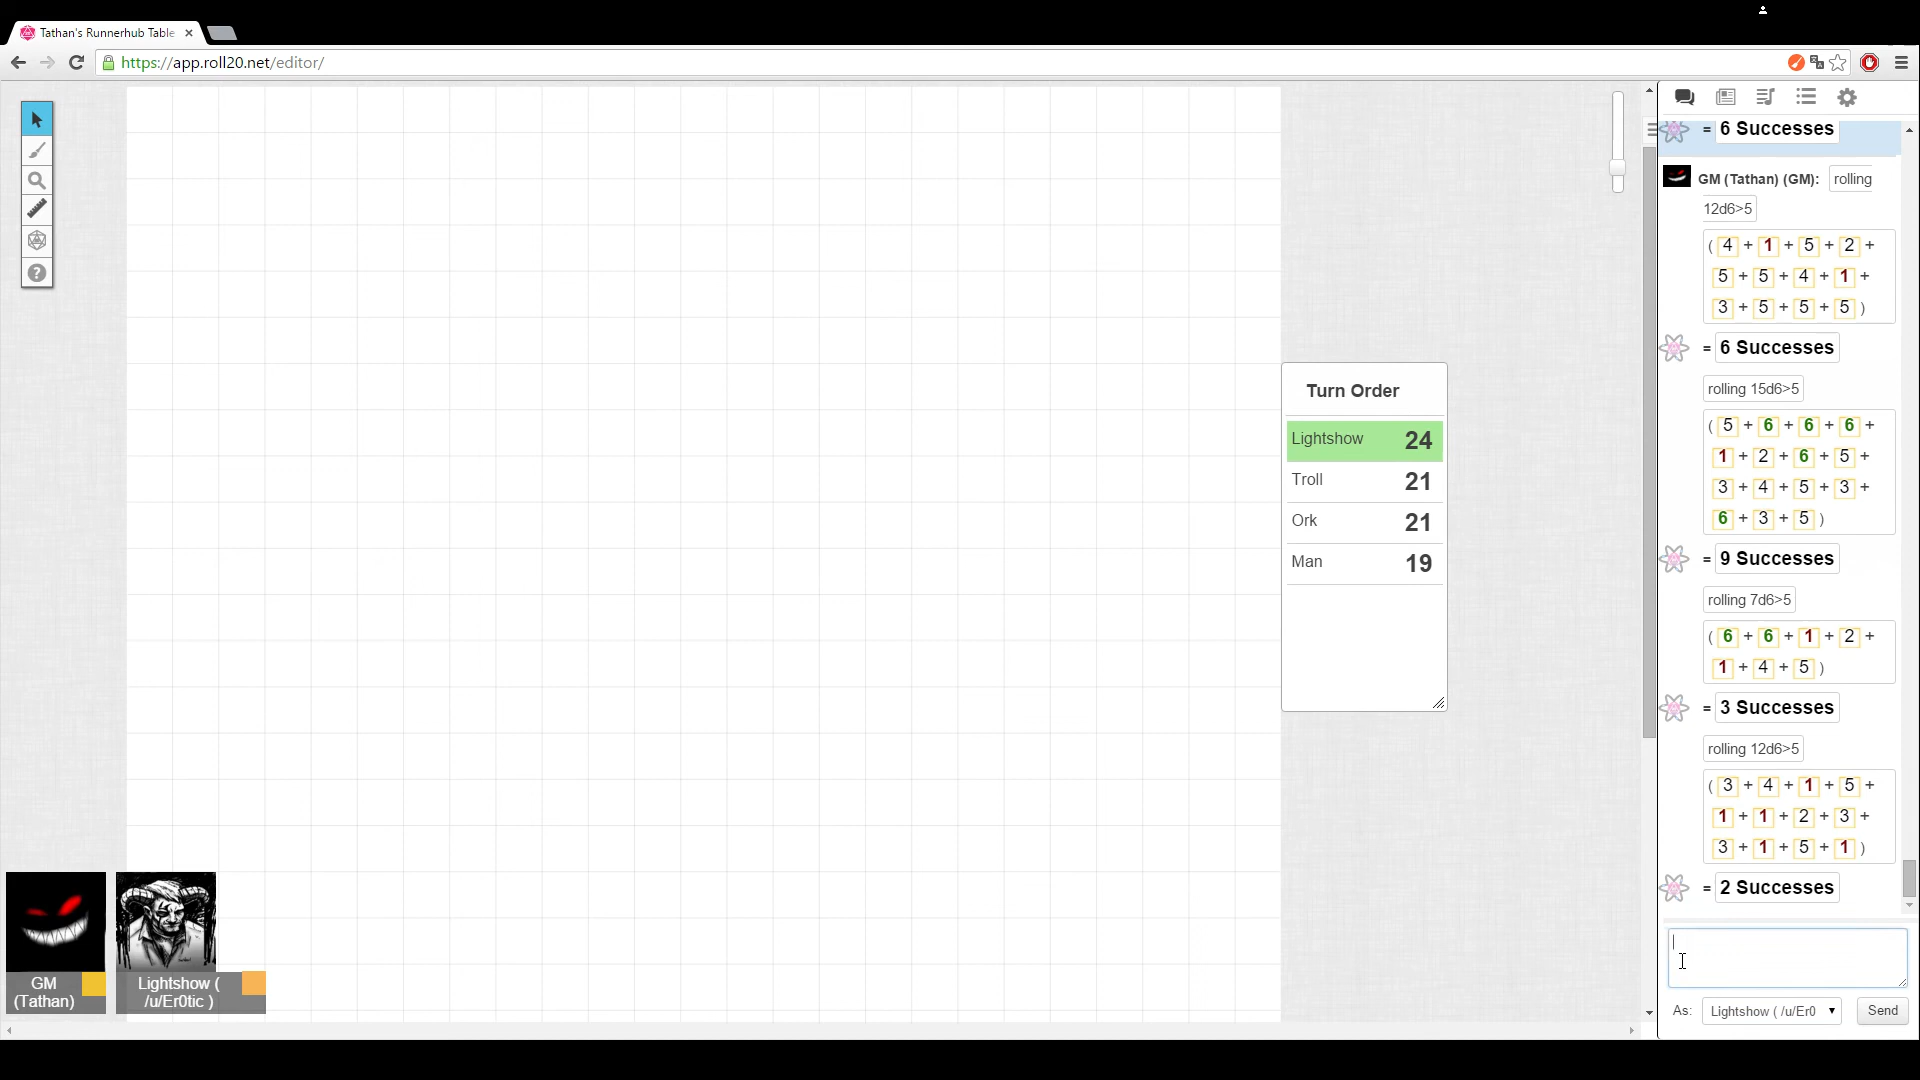 Tathan's Runnerhub Table
https://app.roll20.net/editor/
= 6 Successes
GM (Tathan) (GM): rolling
12d6>5
( 4 + 1 + 5 + 2 +
5 + 5 + 4 + 1 +
3 + 5 + 5 + 5 )
= 6 Successes
rolling 15d6>5
( 5 + 6 + 6 + 6 +
1 + 2 + 6 + 5 +
3 + 4 + 5 + 3 +
6 + 3 + 5 )
= 9 Successes
rolling 7d6>5
( 6 + 6 + 1 + 2 +
1 + 4 + 5 )
= 3 Successes
rolling 12d6>5
( 3 + 4 + 1 + 5 +
1 + 1 + 2 + 3 +
3 + 1 + 5 + 1 )
= 2 Successes
As: Lightshow ( /u/Er0 Send
Turn Order
Lightshow 24
Troll 21
Ork 21
Man 19
GM
(Tathan)
Lightshow (
/u/Er0tic )